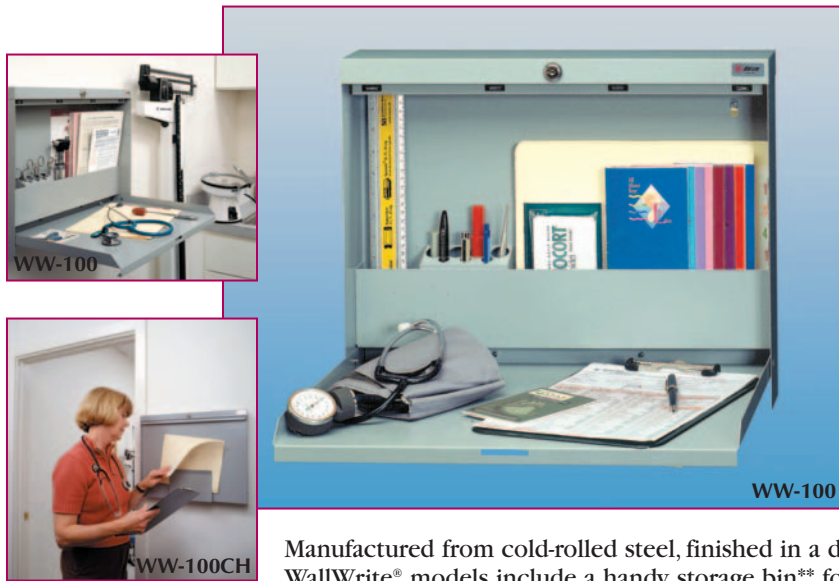 WW-100
OCORT
WW-100
WW-100CH
Manufactured from cold-rolled steel, finished in a d
WallWrite® models include a handy storage bin** fo